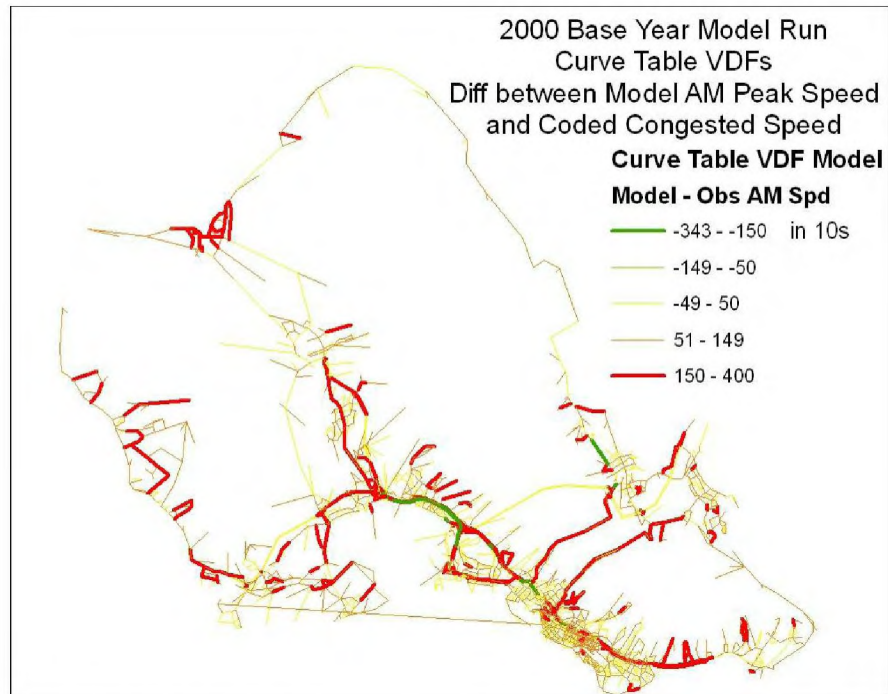 2000 Base Year Model Run
Curve Table VDFs
Diff between Model AM Peak Speed
and Coded Congested Speed
Curve Table VDF Model
Model - Obs AM Spd
-343 - -150 in 10s
-149 - -50
-49 - 50
51 - 149
150 - 400